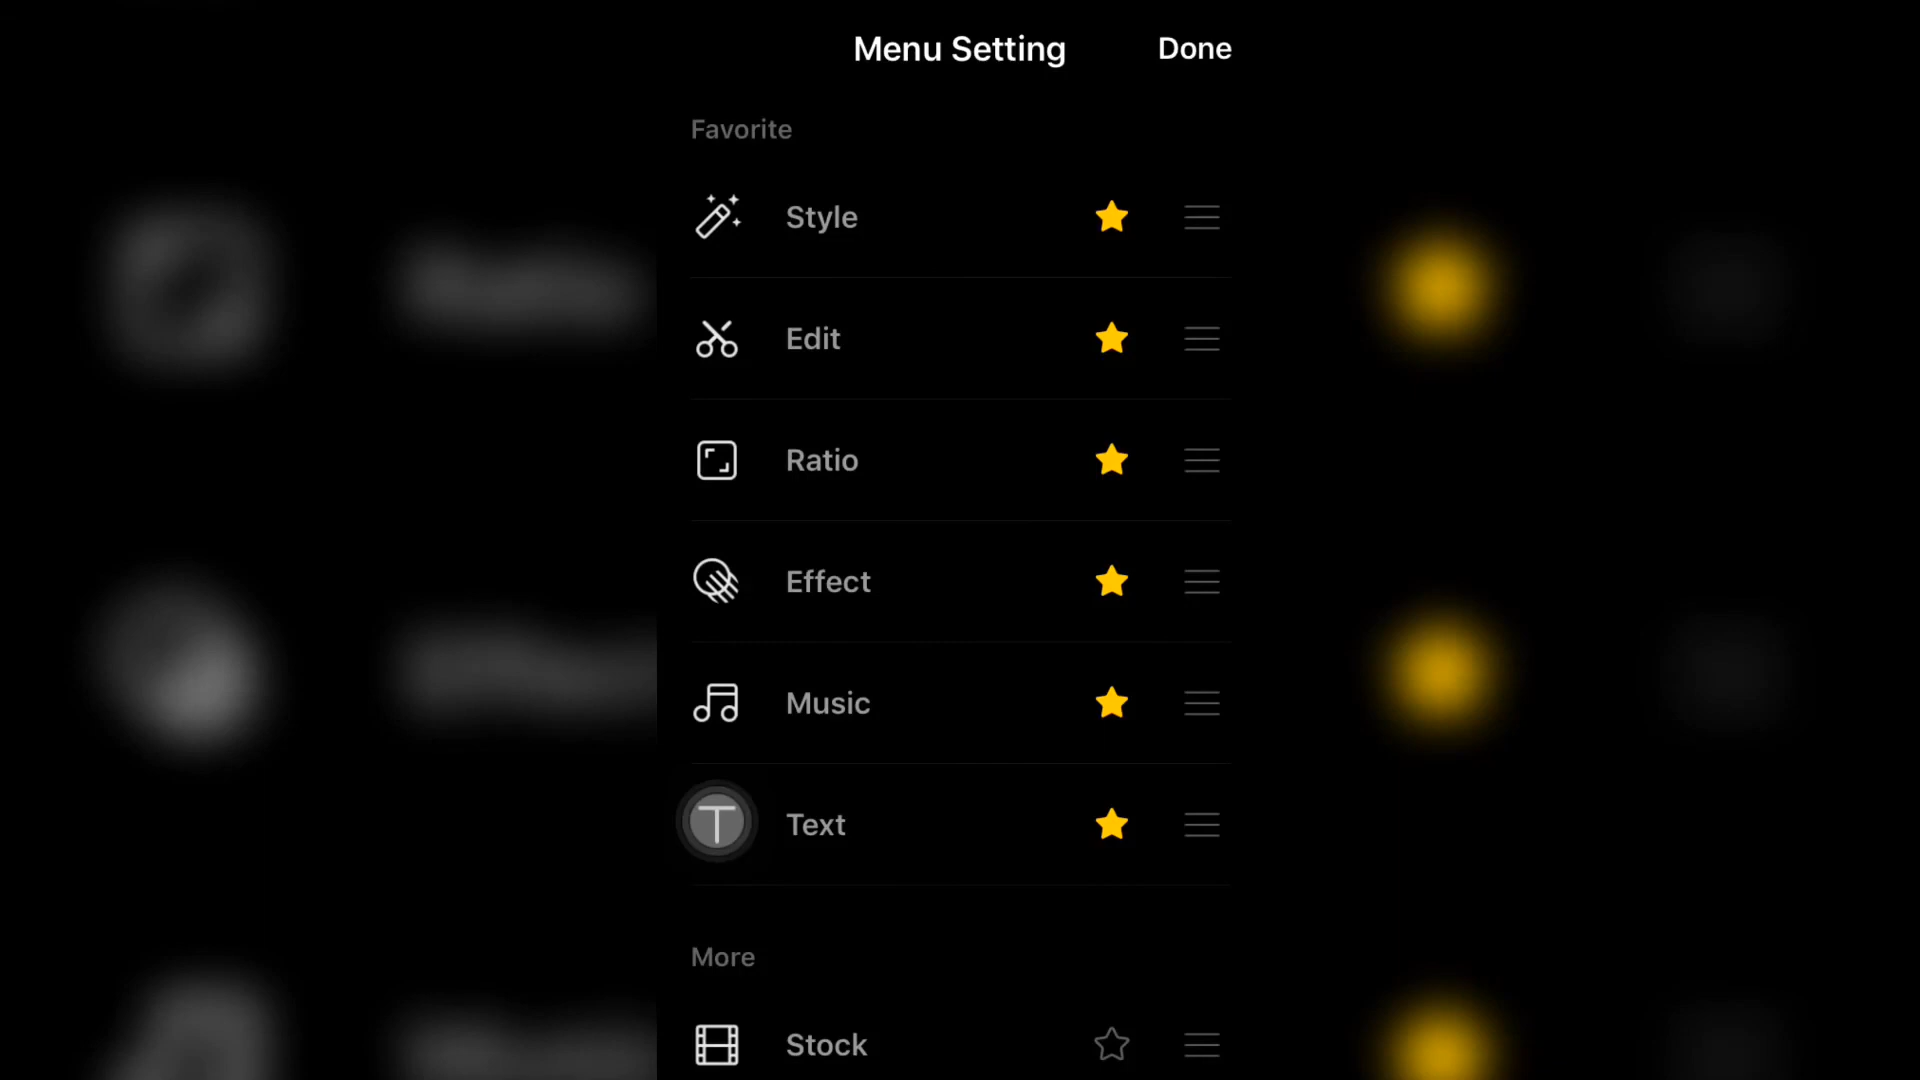 Menu Setting Done
Favorite
Style
Edit
Ratio
Effect
Music
Text
More
Stock